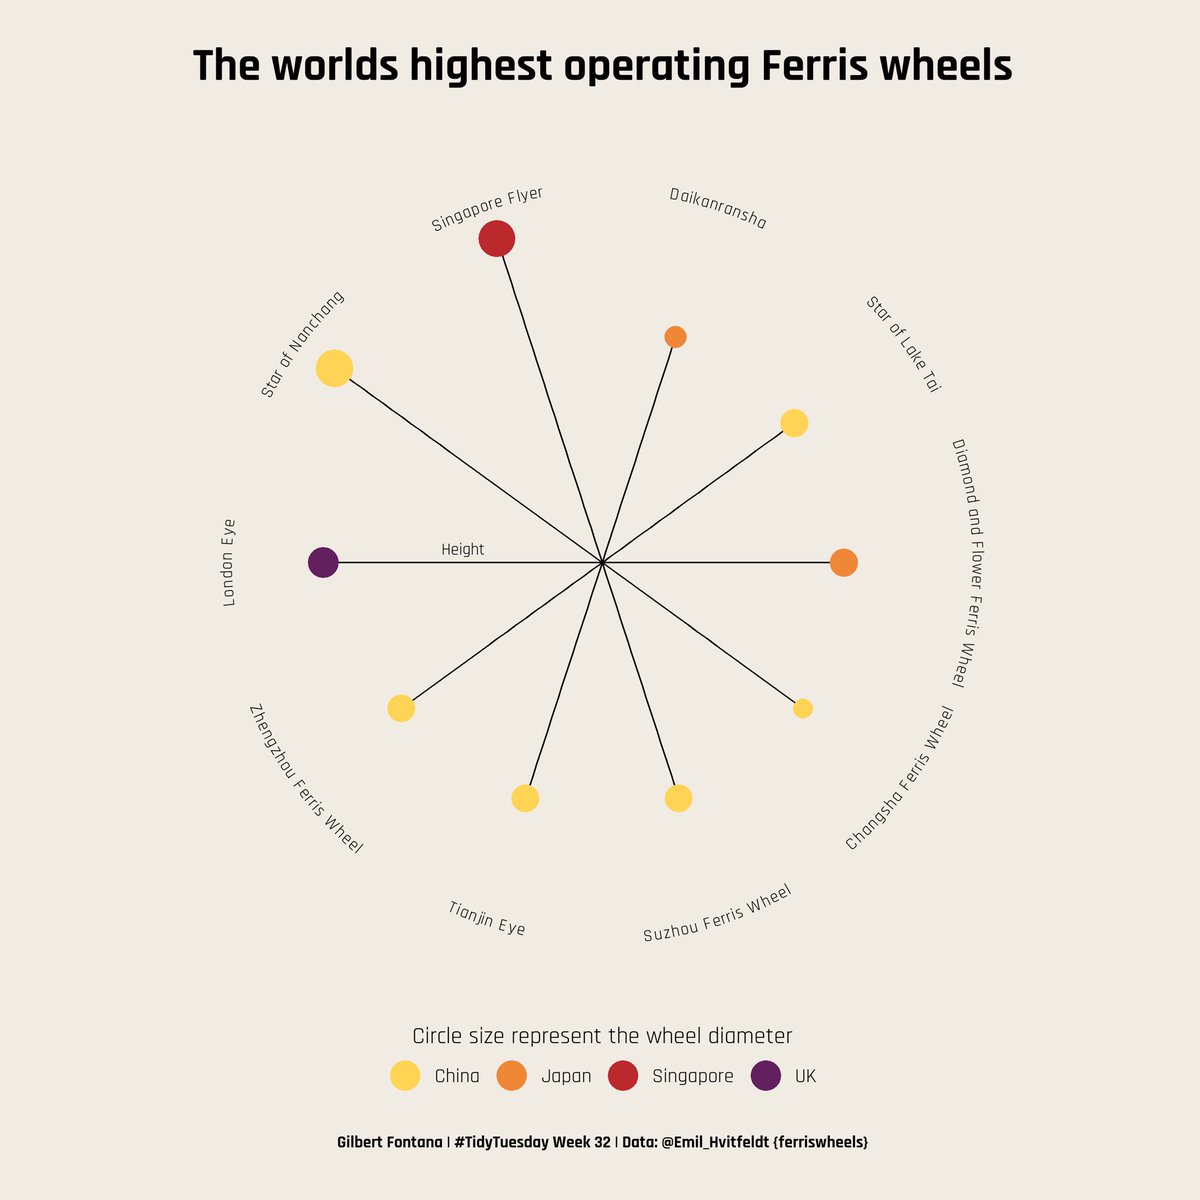 The worlds highest operating Ferris wheels
Singapore Flyer
Daikanransha
Star of Nanchang
Star of Lake Tai
London Eye
Height
Diamond and Flower Ferris Wheel
Zhengzhou Ferris Wheel
Changsha Ferris Wheel
Tianjin Eye
Suzhou Ferris Wheel
Circle size represent the wheel diameter
China Japan Singapore UK
Gilbert Fontana | #TidyTuesday Week 32 | Data: @Emil_Hvitfeldt {ferriswheels}